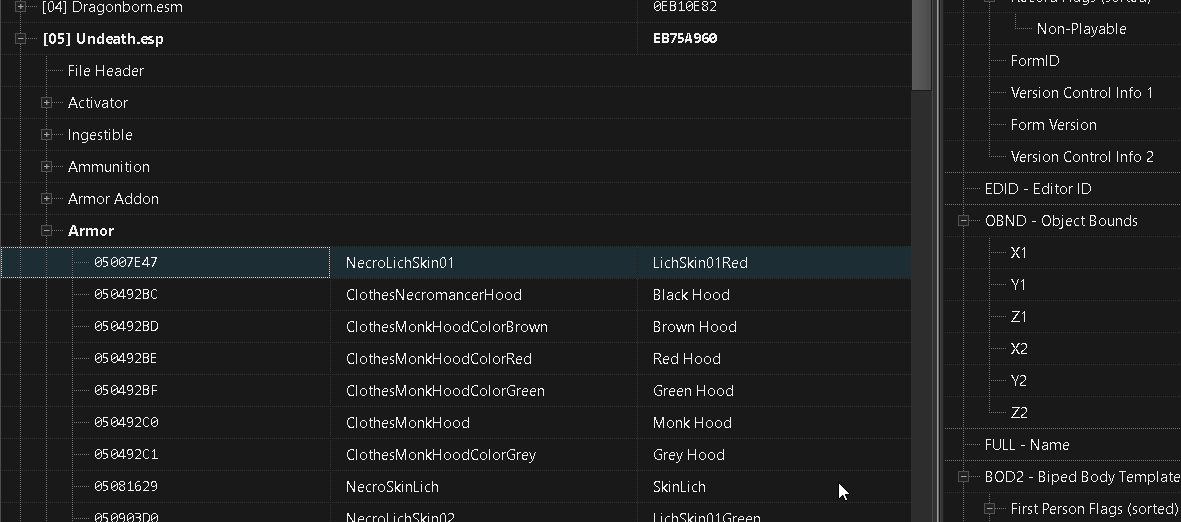 [04] Dragonborn.esm 0EB10E82
[05] Undeath.esp EB75A960
File Header
Activator
Ingestible
Ammunition
Armor Addon
Armor
05007E47 NecroLichSkin01 LichSkin01Red
050492BC ClothesNecromancerHood Black Hood
050492BD ClothesMonkHoodColorBrown Brown Hood
050492BE ClothesMonkHoodColorRed Red Hood
050492BF ClothesMonkHoodColorGreen Green Hood
050492C0 ClothesMonkHood Monk Hood
050492C1 ClothesMonkHoodColorGrey Grey Hood
05081629 NecroSkinLich SkinLich
050903D0 NecroLichSkin02 LichSkin01Green
Record Flags (sorted)
Non-Playable
FormID
Version Control Info 1
Form Version
Version Control Info 2
EDID - Editor ID
OBND - Object Bounds
X1
Y1
Z1
X2
Y2
Z2
FULL - Name
BOD2 - Biped Body Template
First Person Flags (sorted)